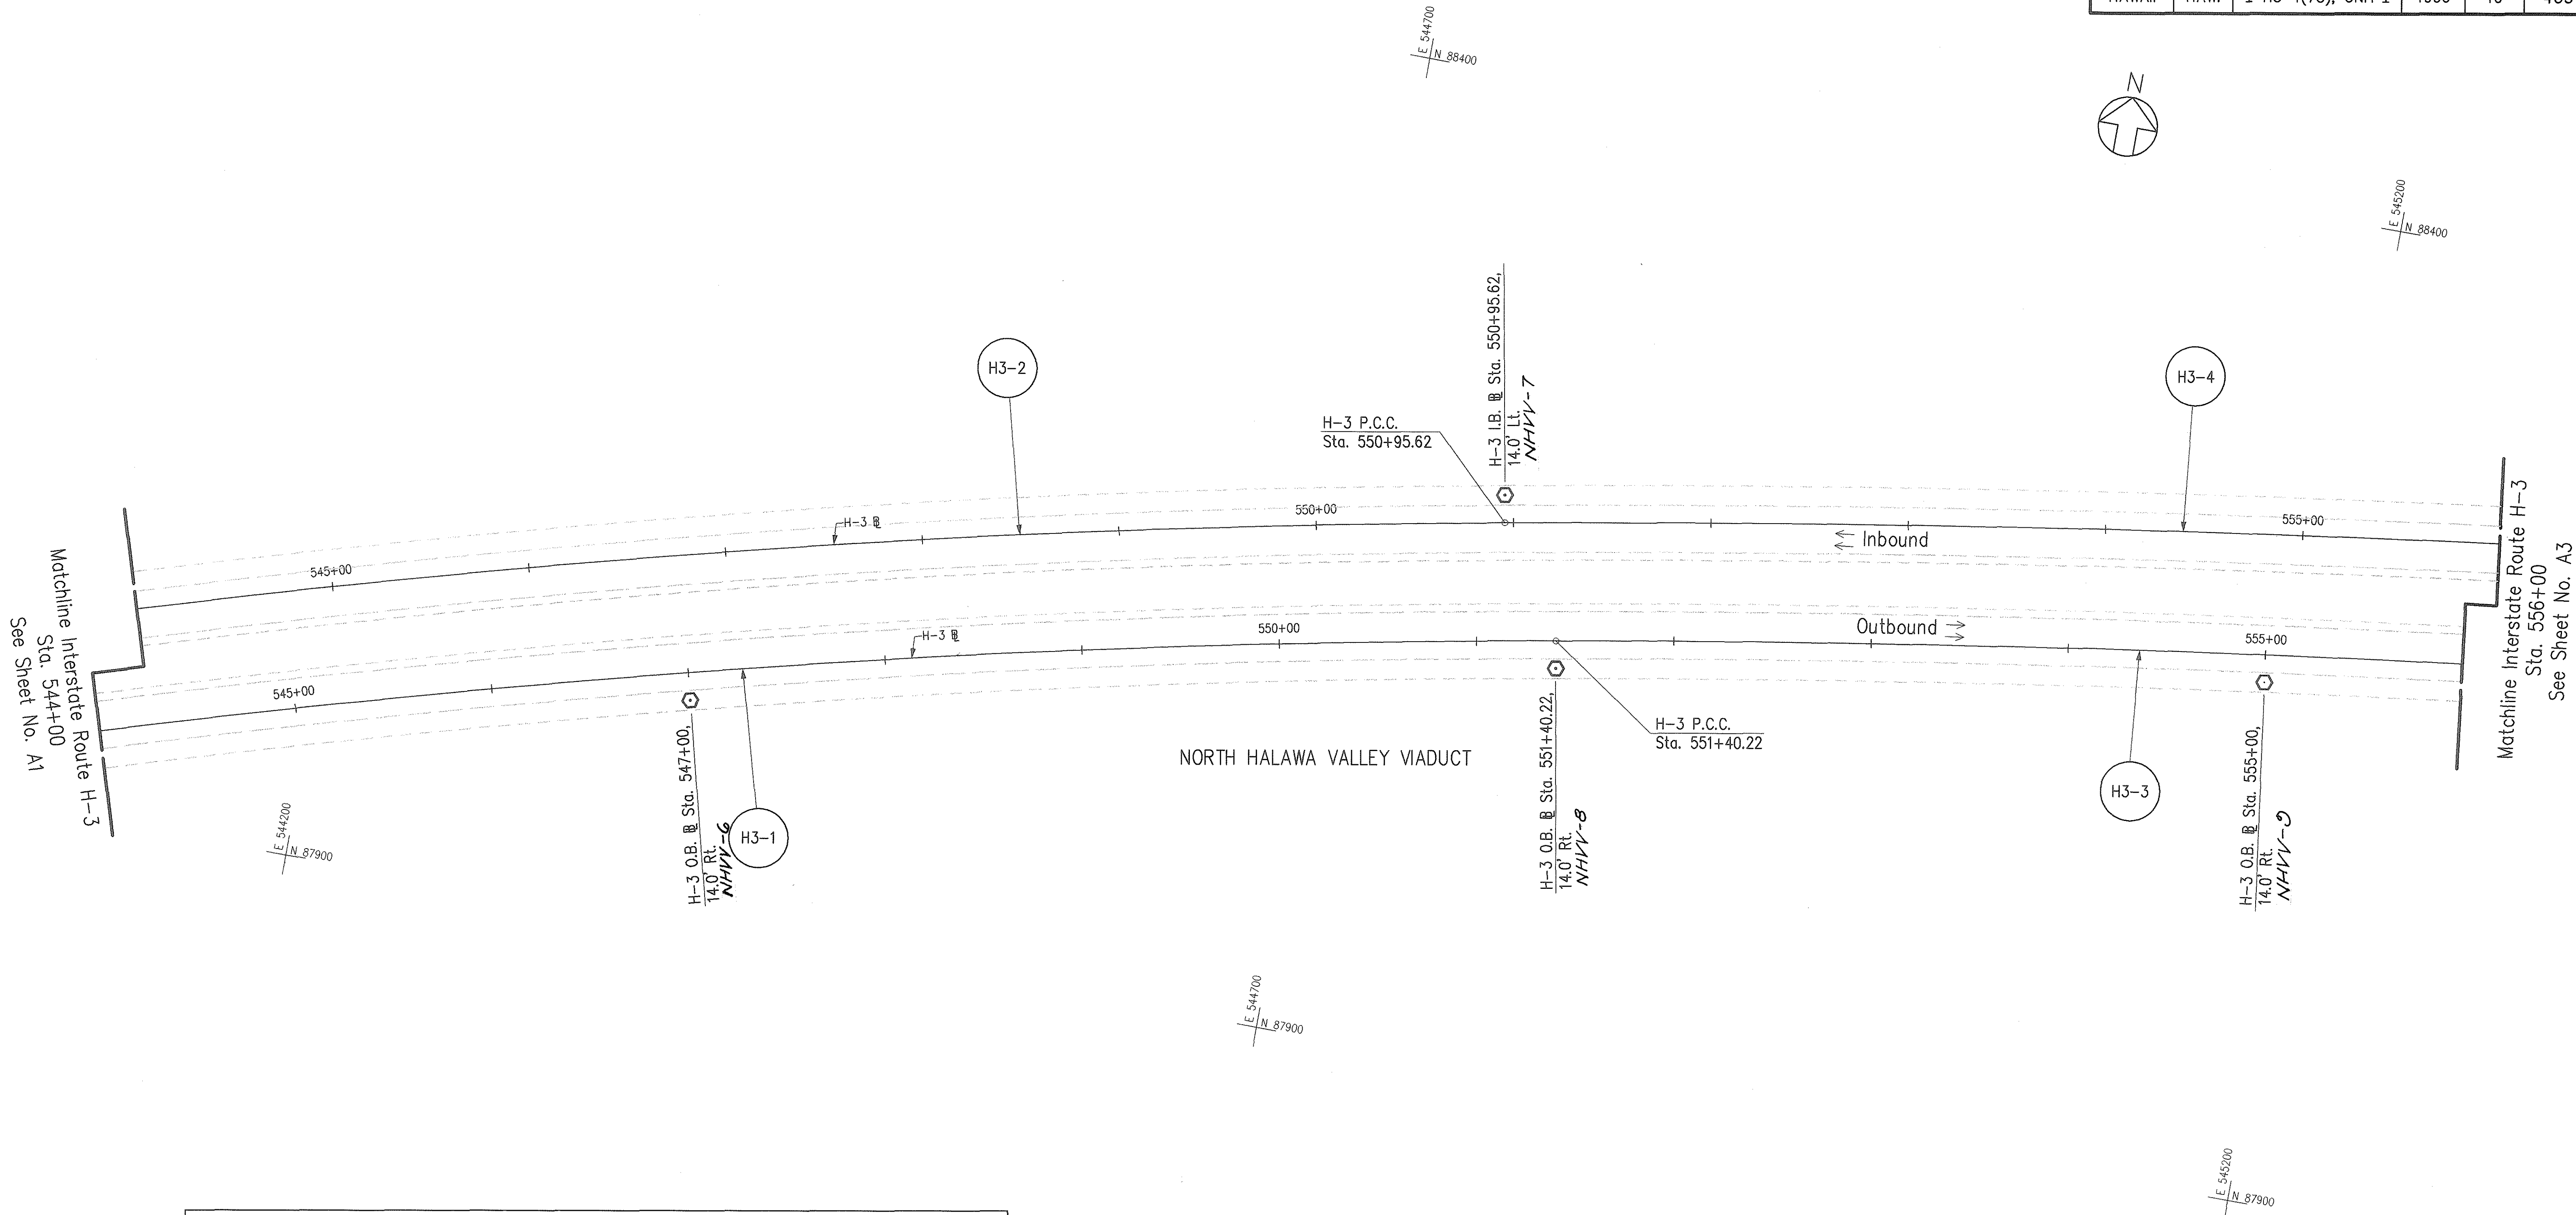 E 544700
N 88400
N
E 545200
N 88400
H3-2
H-3 I.B. ℄ Sta. 550+95.62,
14.0' Lt.
NHVV-7
H3-4
H-3 P.C.C.
Sta. 550+95.62
H-3
550+00
555+00
Inbound
545+00
Matchline Interstate Route H-3
Sta. 544+00
See Sheet No. A1
Matchline Interstate Route H-3
Sta. 556+00
See Sheet No. A3
H-3
550+00
Outbound
555+00
545+00
H-3 P.C.C.
Sta. 551+40.22
NORTH HALAWA VALLEY VIADUCT
H-3 O.B. Sta. 547+00,
14.0' Rt.
NHVV-6
H3-1
H-3 O.B. Sta. 551+40.22,
14.0' Rt.
NHVV-8
H3-3
H-3 O.B. Sta. 555+00,
14.0' Rt.
NHVV-9
E 544200
N 87900
E 544700
N 87900
E 545200
N 87900